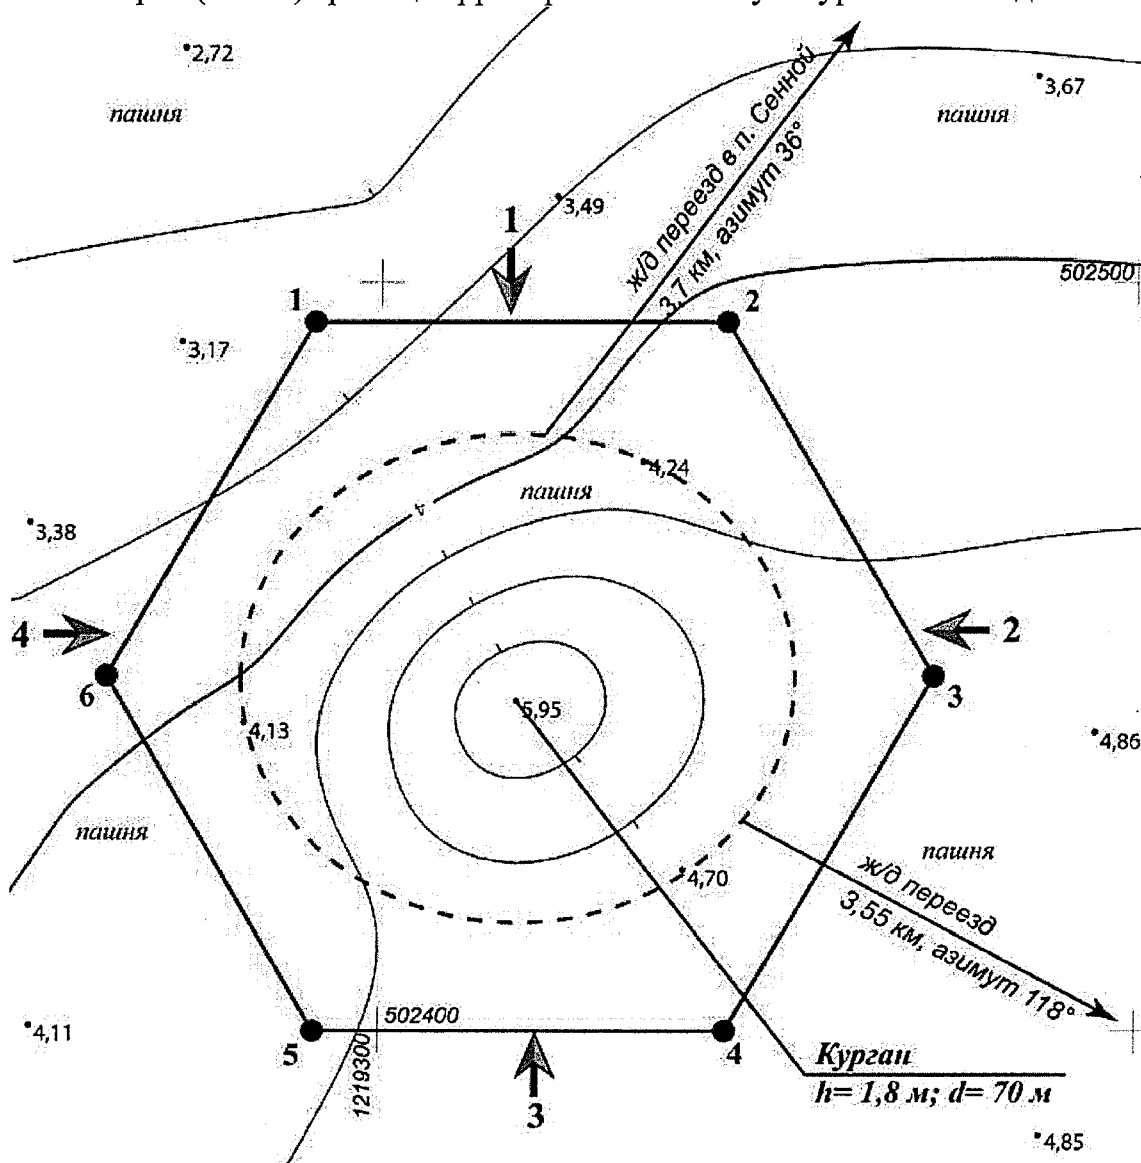 2,72
пашня
3,67
пашня
ж/д переезд в п. Сенной
3,7 км, азимут 36°
3,49
1
502500
1
2
3,17
4,24
пашня
3,38
4
2
6
3
5,95
4,13
4,86
пашня
пашня
4,70
ж/д переезд
3,55 км, азимут 118°
4,11
502400
1219300
5
4
Курган
h= 1,8 м; d= 70 м
3
4,85